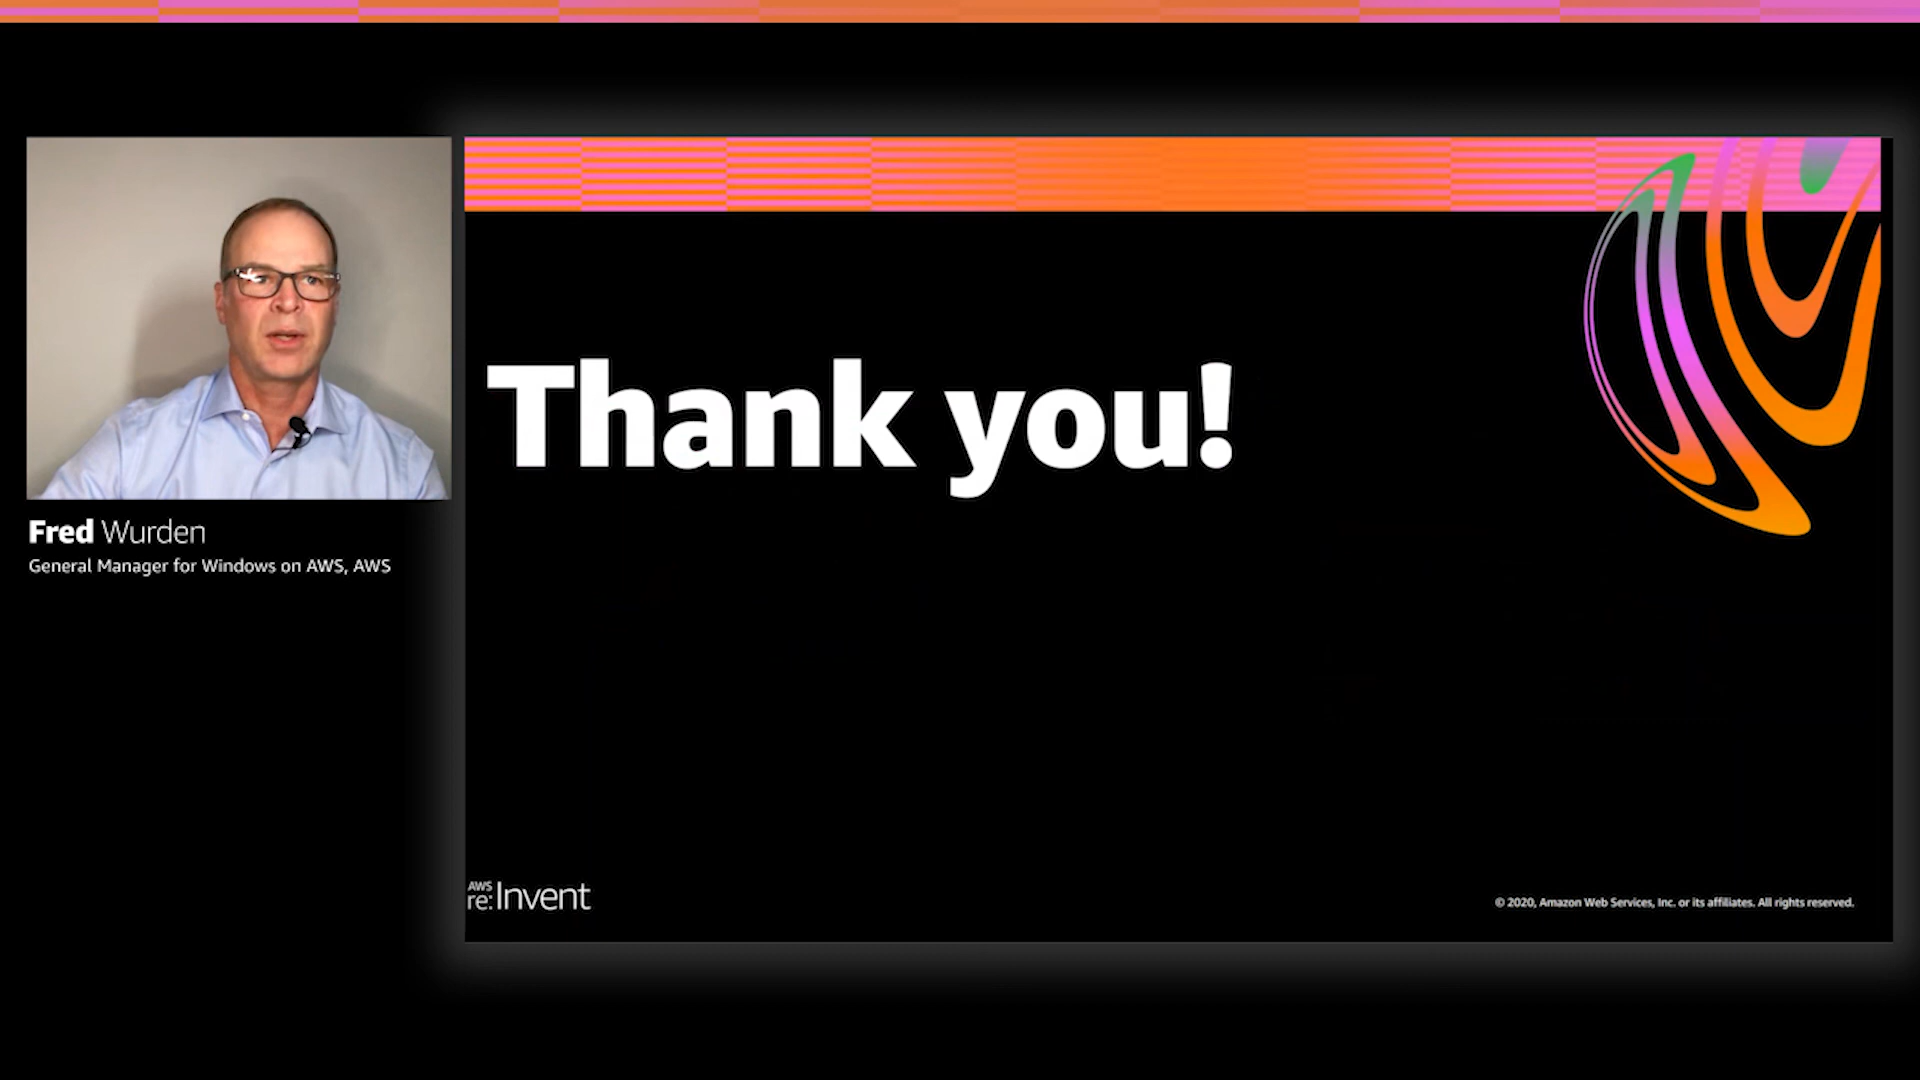 Thank you!
Fred Wurden
General Manager for Windows on AWS, AWS
AWS
re:Invent
© 2020, Amazon Web Services, Inc. or its affiliates. All rights reserved.